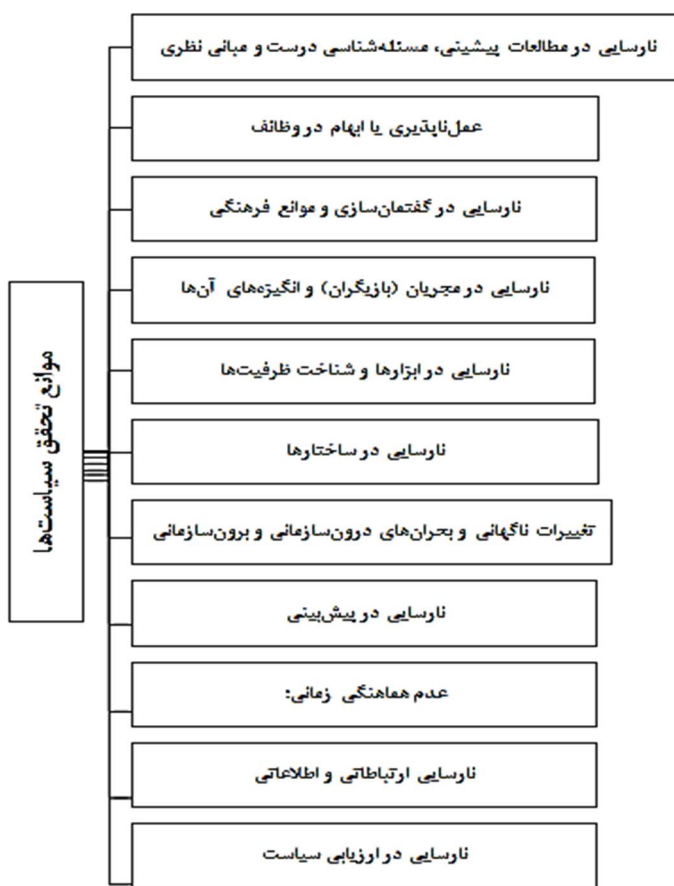 موانع تحقق سیاست‌ها
نارسایی در مطالعات پیشینی، مسئله‌شناسی درست و مبانی نظری
عمل‌ناپذیری یا ابهام در وظائف
نارسایی در گفتمان‌سازی و موانع فرهنگی
نارسایی در مجریان (بازیگران) و انگیزه‌های آن‌ها
نارسایی در ابزارها و شناخت ظرفیت‌ها
نارسایی در ساختارها
تغییرات ناگهانی و بحران‌های درون‌سازمانی و برون‌سازمانی
نارسایی در پیش‌بینی
عدم هماهنگی زمانی:
نارسایی ارتباطاتی و اطلاعاتی
نارسایی در ارزیابی سیاست